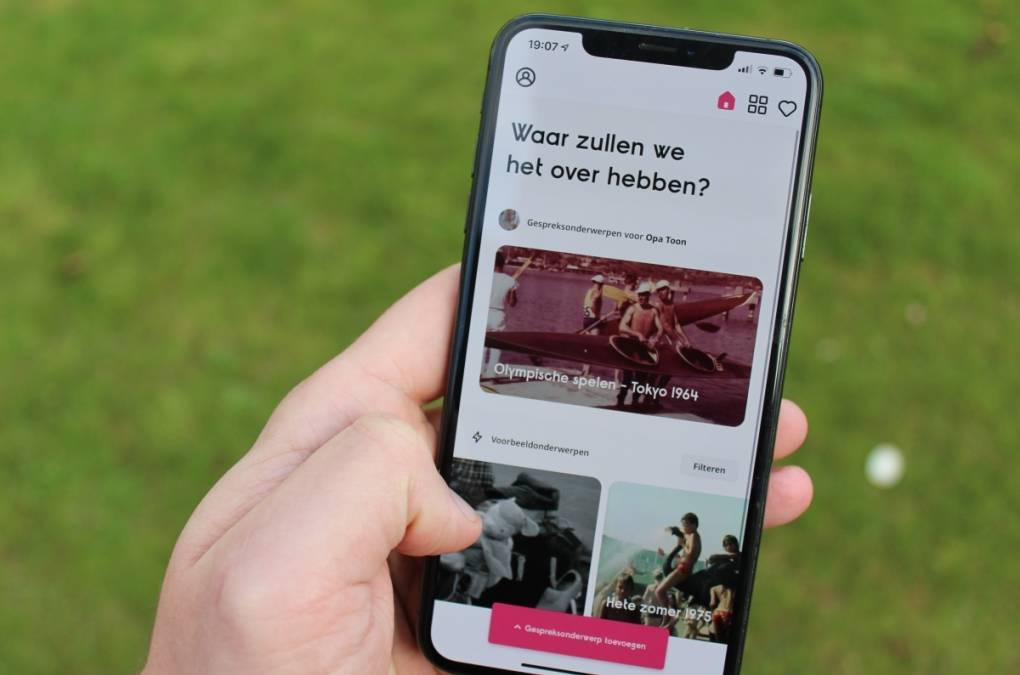 19:07
Waar zullen we
het over hebben?
Gespreksonderwerpen voor Opa Toon
Olympische spelen - Tokyo 1964
Voorbeeldonderwerpen
Filteren
Hete zomer 1975
Gespreksonderwerp toevoegen